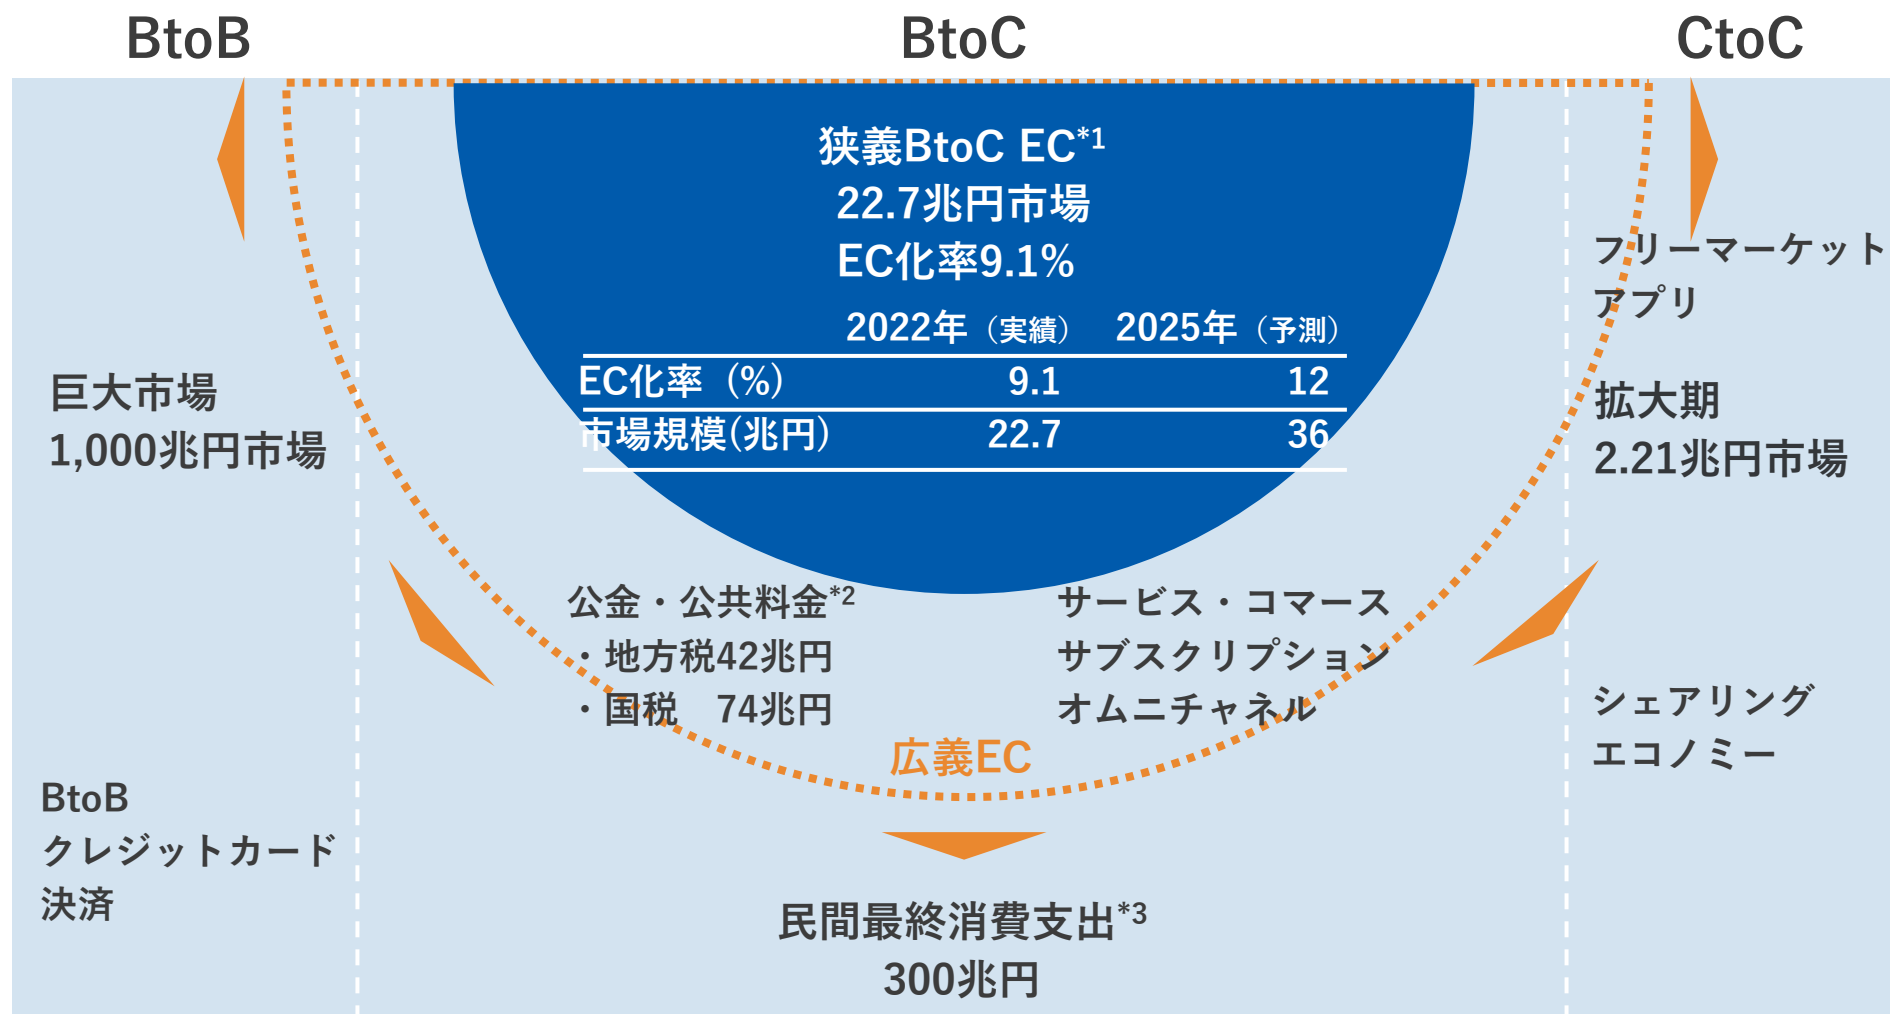 BtoB
BtoC
CtoC
狭義BtoC EC*1
22.7兆円市場
EC化率9.1%
2022年（実績） 2025年（予測）
EC化率（%） 9.1 12
市場規模(兆円) 22.7 36
巨大市場
1,000兆円市場
BtoB
クレジットカード
決済
公金・公共料金*2
・地方税42兆円
・国税　74兆円
サービス・コマース
サブスクリプション
オムニチャネル
広義EC
民間最終消費支出*3
300兆円
フリーマーケット
アプリ
拡大期
2.21兆円市場
シェアリング
エコノミー